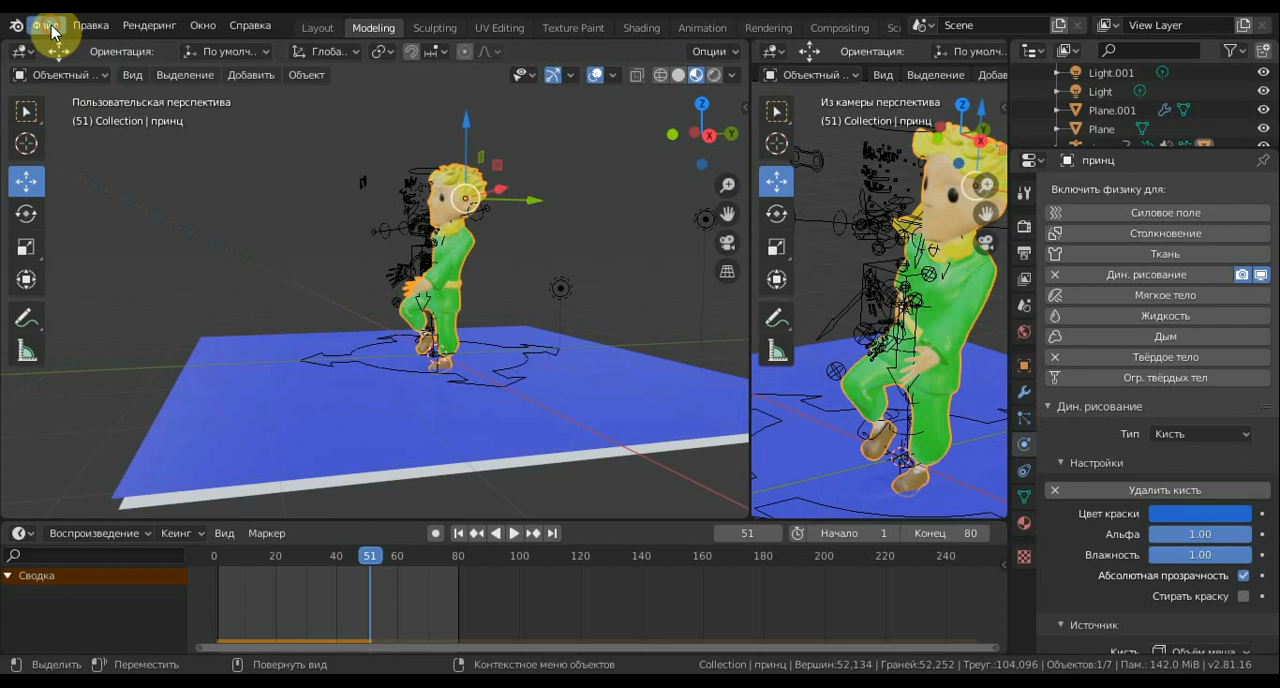 Файл Правка Рендеринг Окно Справка Layout Modeling Sculpting UV Editing Texture Paint Shading Animation Rendering Compositing Sc Scene View Layer
Ориентация: По умолч.. Глоба.. Опции Ориентация: По умолч..
Объектный .. Вид Выделение Добавить Объект Объектный .. Вид Выделение Доба
Light.001
Light
Plane.001
Plane
Пользовательская перспектива
(51) Collection | принц
Из камеры перспектива
(51) Collection | принц
Z
X
Y
Z
X
Y
принц
Включить физику для:
Силовое поле
Столкновение
Ткань
Дин. рисование
Мягкое тело
Жидкость
Дым
Твёрдое тело
Огр. твёрдых тел
Дин. рисование
Тип Кисть
Настройки
Удалить кисть
Цвет краски
Альфа 1.00
Влажность 1.00
Абсолютная прозрачность
Стирать краску
Источник
Кисть Объём меша
Воспроизведение Кеинг Вид Маркер 51 Начало 1 Конец 80
0 20 40 51 60 80 100 120 140 160 180 200 220 240
Сводка
Выделить Переместить Повернуть вид Контекстное меню объектов Collection | принц | Вершин:52,134 | Граней:52,252 | Треуг.:104,096 | Объектов:1/7 | Пам.: 142.0 MiB | v2.81.16